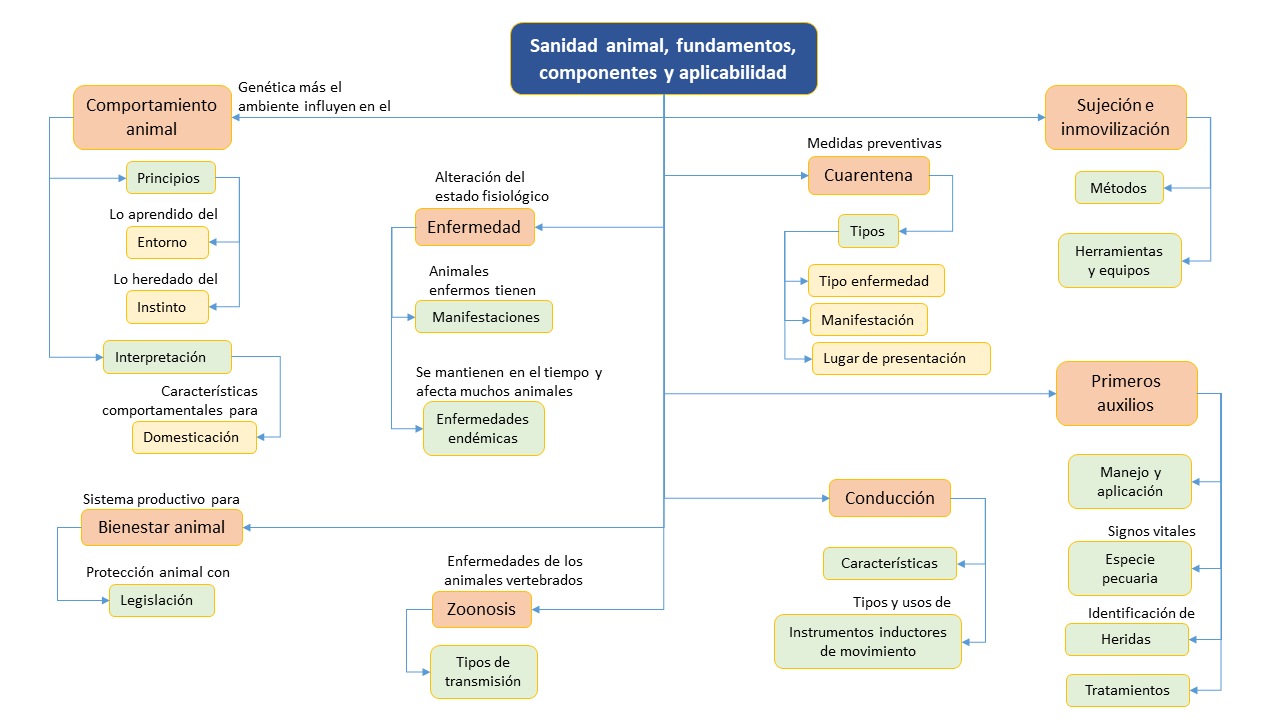 Sanidad animal, fundamentos,
componentes y aplicabilidad
Genética más el
ambiente influyen en el
Comportamiento
animal
Principios
Lo aprendido del
Entorno
Lo heredado del
Instinto
Interpretación
Características
comportamentales para
Domesticación
Sistema productivo para
Bienestar animal
Protección animal con
Legislación
Alteración del
estado fisiológico
Enfermedad
Animales
enfermos tienen
Manifestaciones
Se mantienen en el tiempo y
afecta muchos animales
Enfermedades
endémicas
Enfermedades de los
animales vertebrados
Zoonosis
Tipos de
transmisión
Medidas preventivas
Cuarentena
Tipos
Tipo enfermedad
Manifestación
Lugar de presentación
Conducción
Características
Tipos y usos de
Instrumentos inductores
de movimiento
Sujeción e
inmovilización
Métodos
Herramientas
y equipos
Primeros
auxilios
Manejo y
aplicación
Signos vitales
Especie
pecuaria
Identificación de
Heridas
Tratamientos